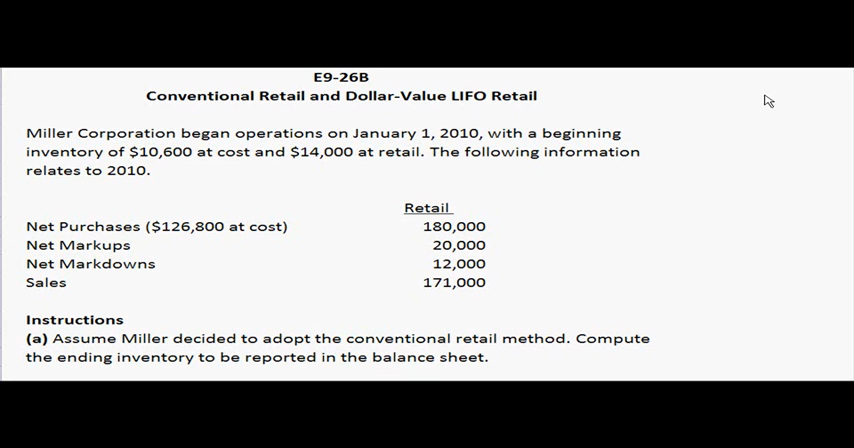 E9-26B
Conventional Retail and Dollar-Value LIFO Retail
Miller Corporation began operations on January 1, 2010, with a beginning
inventory of $10,600 at cost and $14,000 at retail. The following information
relates to 2010.
Retail
Net Purchases ($126,800 at cost) 180,000
Net Markups 20,000
Net Markdowns 12,000
Sales 171,000
Instructions
(a) Assume Miller decided to adopt the conventional retail method. Compute
the ending inventory to be reported in the balance sheet.